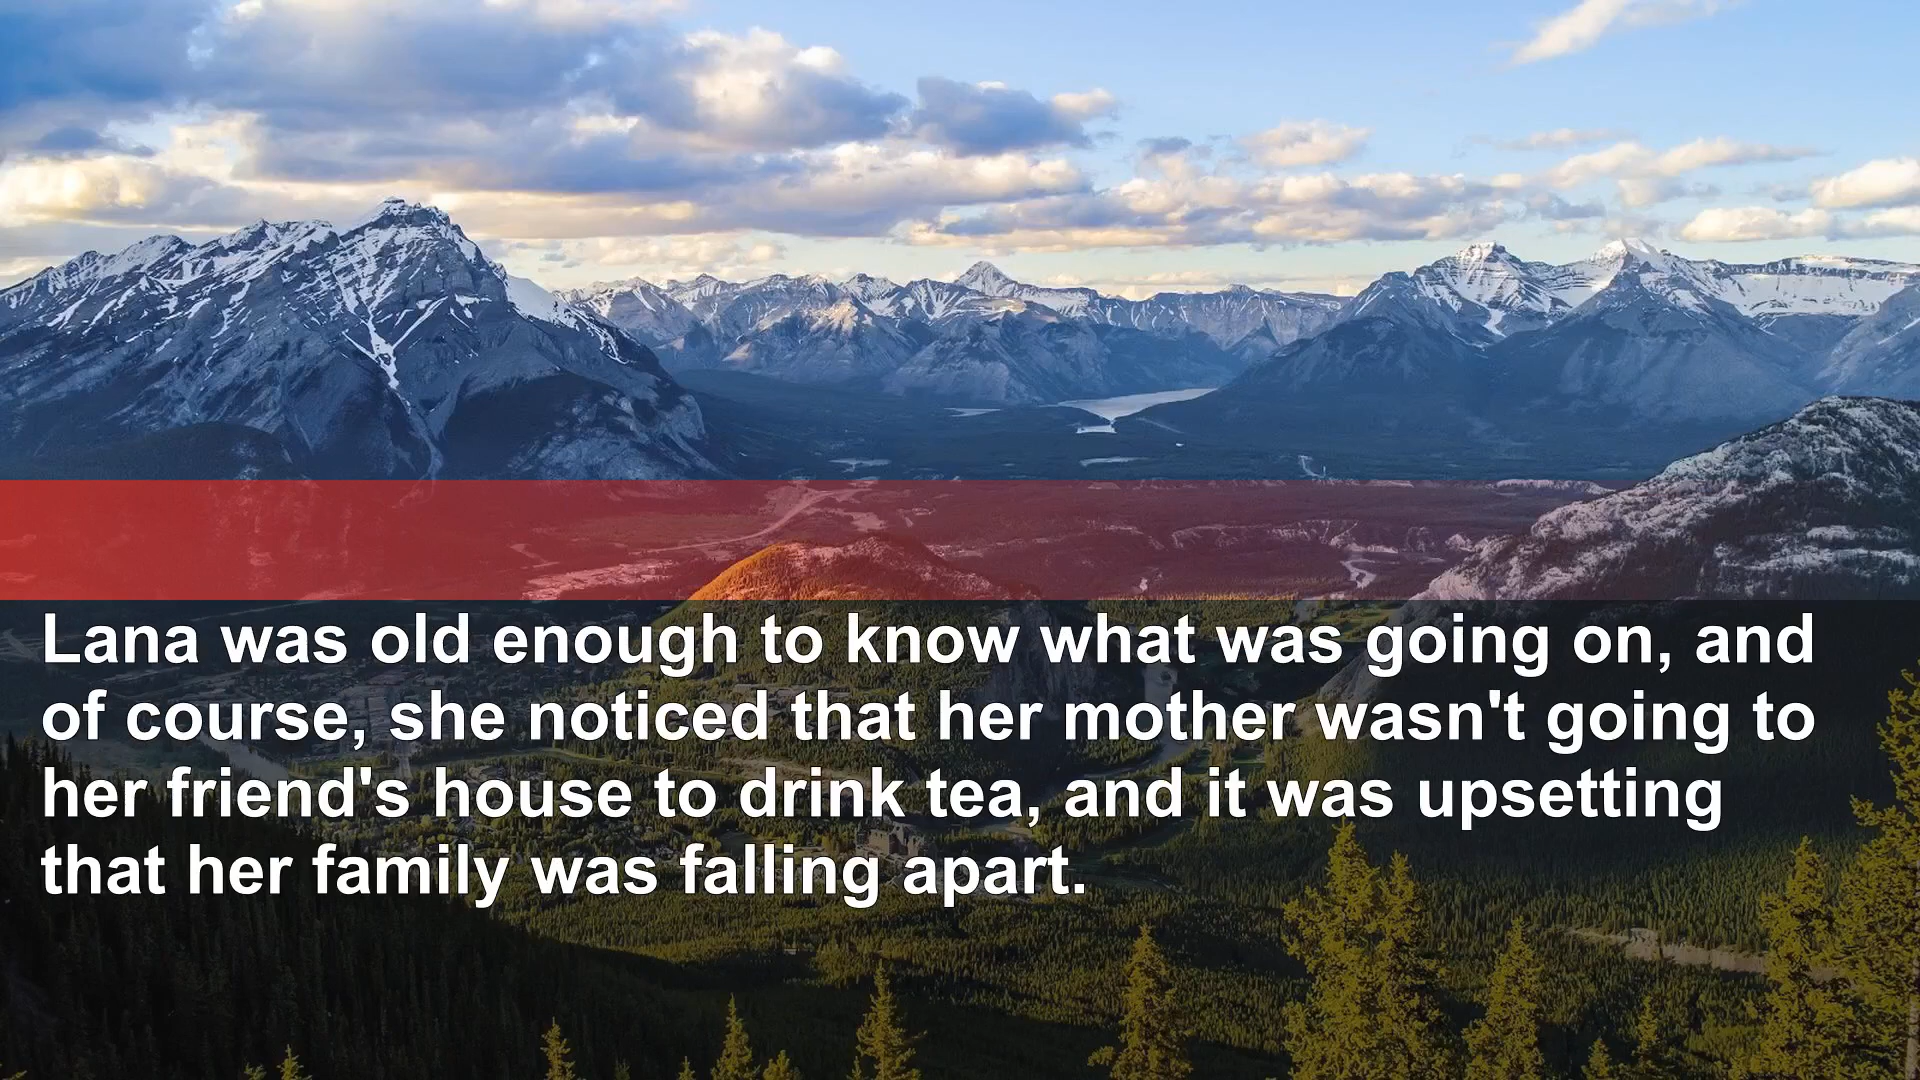 Lana was old enough to know what was going on, and
of course, she noticed that her mother wasn't going to
her friend's house to drink tea, and it was upsetting
that her family was falling apart.